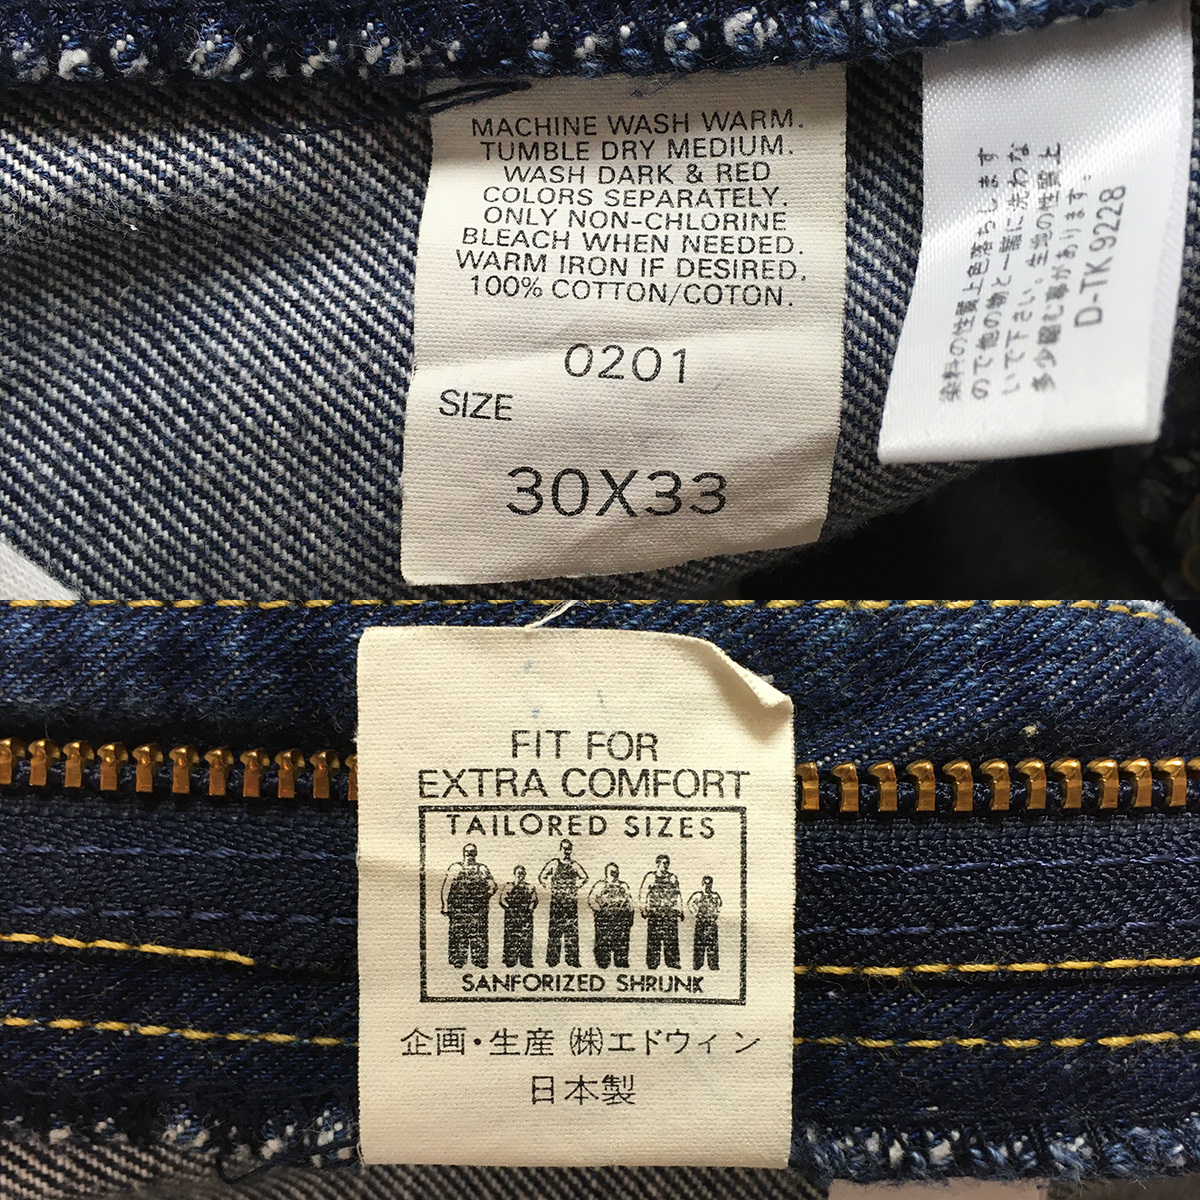 MACHINE WASH WARM.
TUMBLE DRY MEDIUM.
WASH DARK & RED
COLORS SEPARATELY.
ONLY NON-CHLORINE
BLEACH WHEN NEEDED.
WARM IRON IF DESIRED.
100% COTTON/COTON.
0201
SIZE
30X33
染料の性質上色落ちします
ので他の物と一緒に洗わな
いで下さい。生地の性質上
多少縮む事があります。
D-TK9228
FIT FOR
EXTRA COMFORT
TAILORED SIZES
SANFORIZED SHRUNK
企画・生産 ㈱エドウィン
日本製